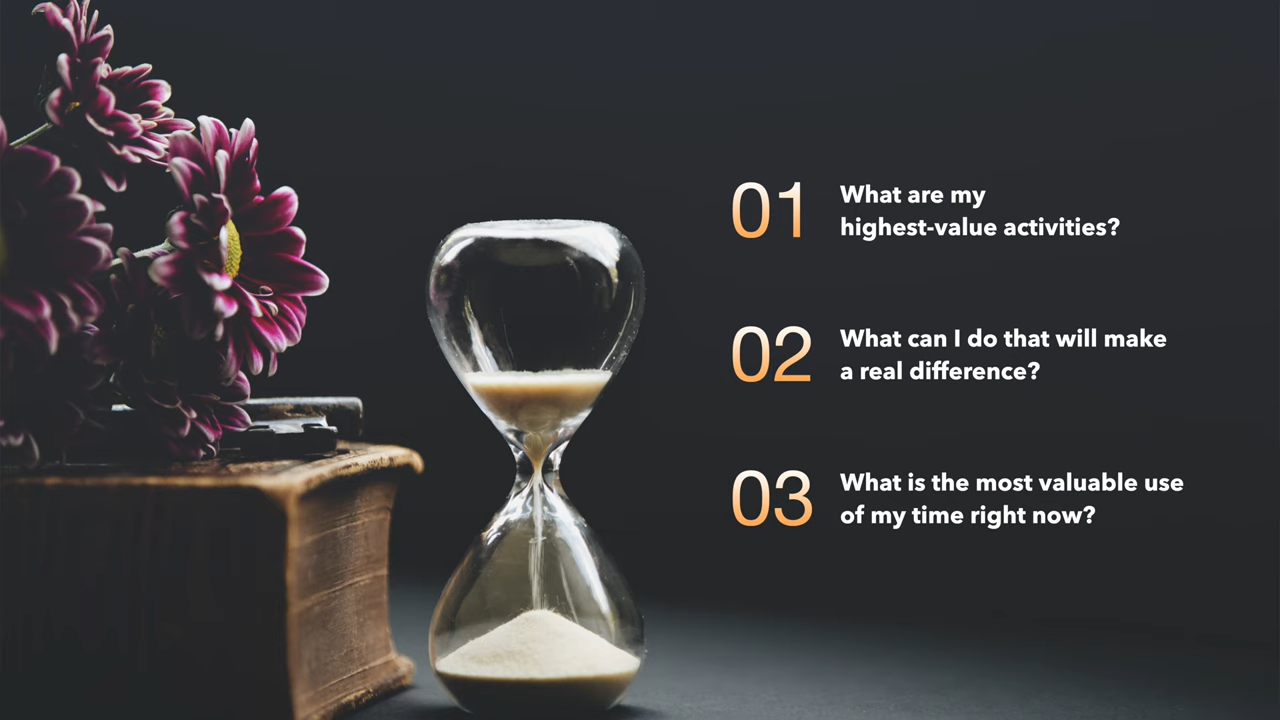 01
What are my
highest-value activities?
02
What can I do that will make
a real difference?
03
What is the most valuable use
of my time right now?